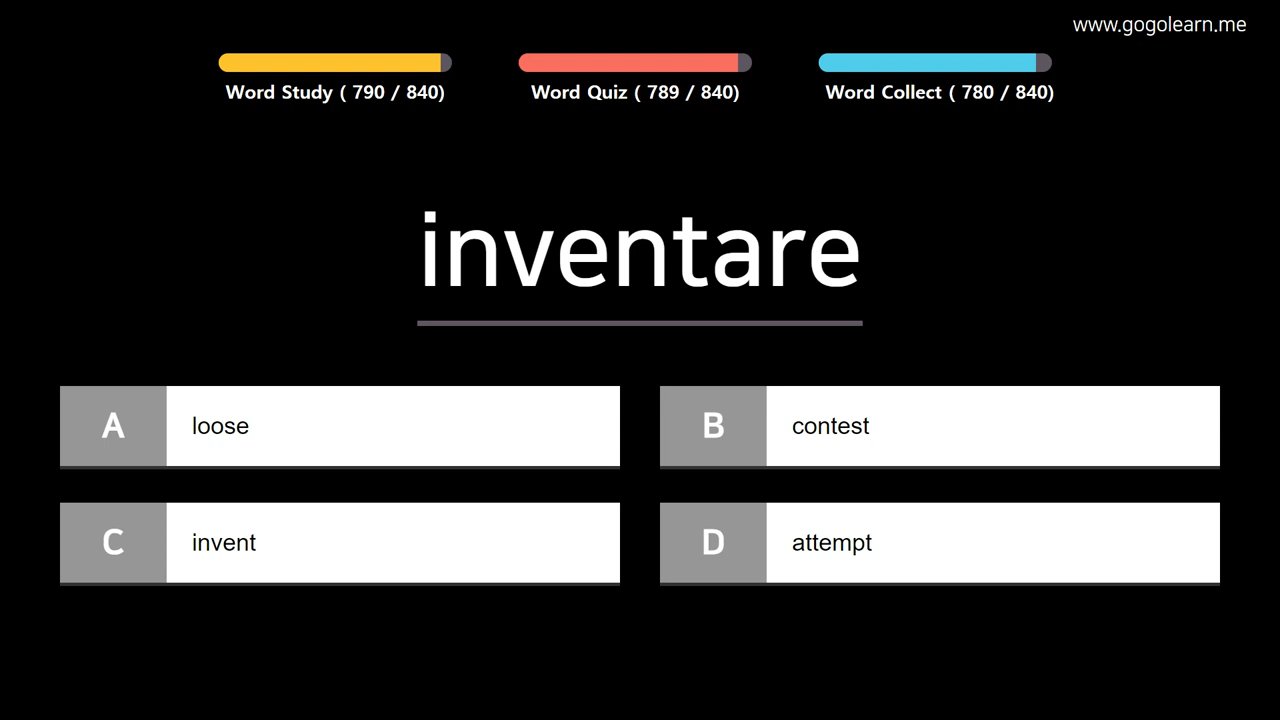 www.gogolearn.me
Word Study ( 790 / 840)
Word Quiz ( 789 / 840)
Word Collect ( 780 / 840)
inventare
A loose
B contest
C invent
D attempt